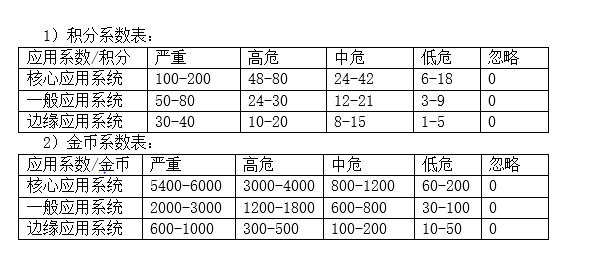 1）积分系数表：
应用系数/积分 严重 高危 中危 低危 忽略
核心应用系统 100-200 48-80 24-42 6-18 0
一般应用系统 50-80 24-30 12-21 3-9 0
边缘应用系统 30-40 10-20 8-15 1-5 0
2）金币系数表：
应用系数/金币 严重 高危 中危 低危 忽略
核心应用系统 5400-6000 3000-4000 800-1200 60-200 0
一般应用系统 2000-3000 1200-1800 600-800 30-100 0
边缘应用系统 600-1000 300-500 100-200 10-50 0